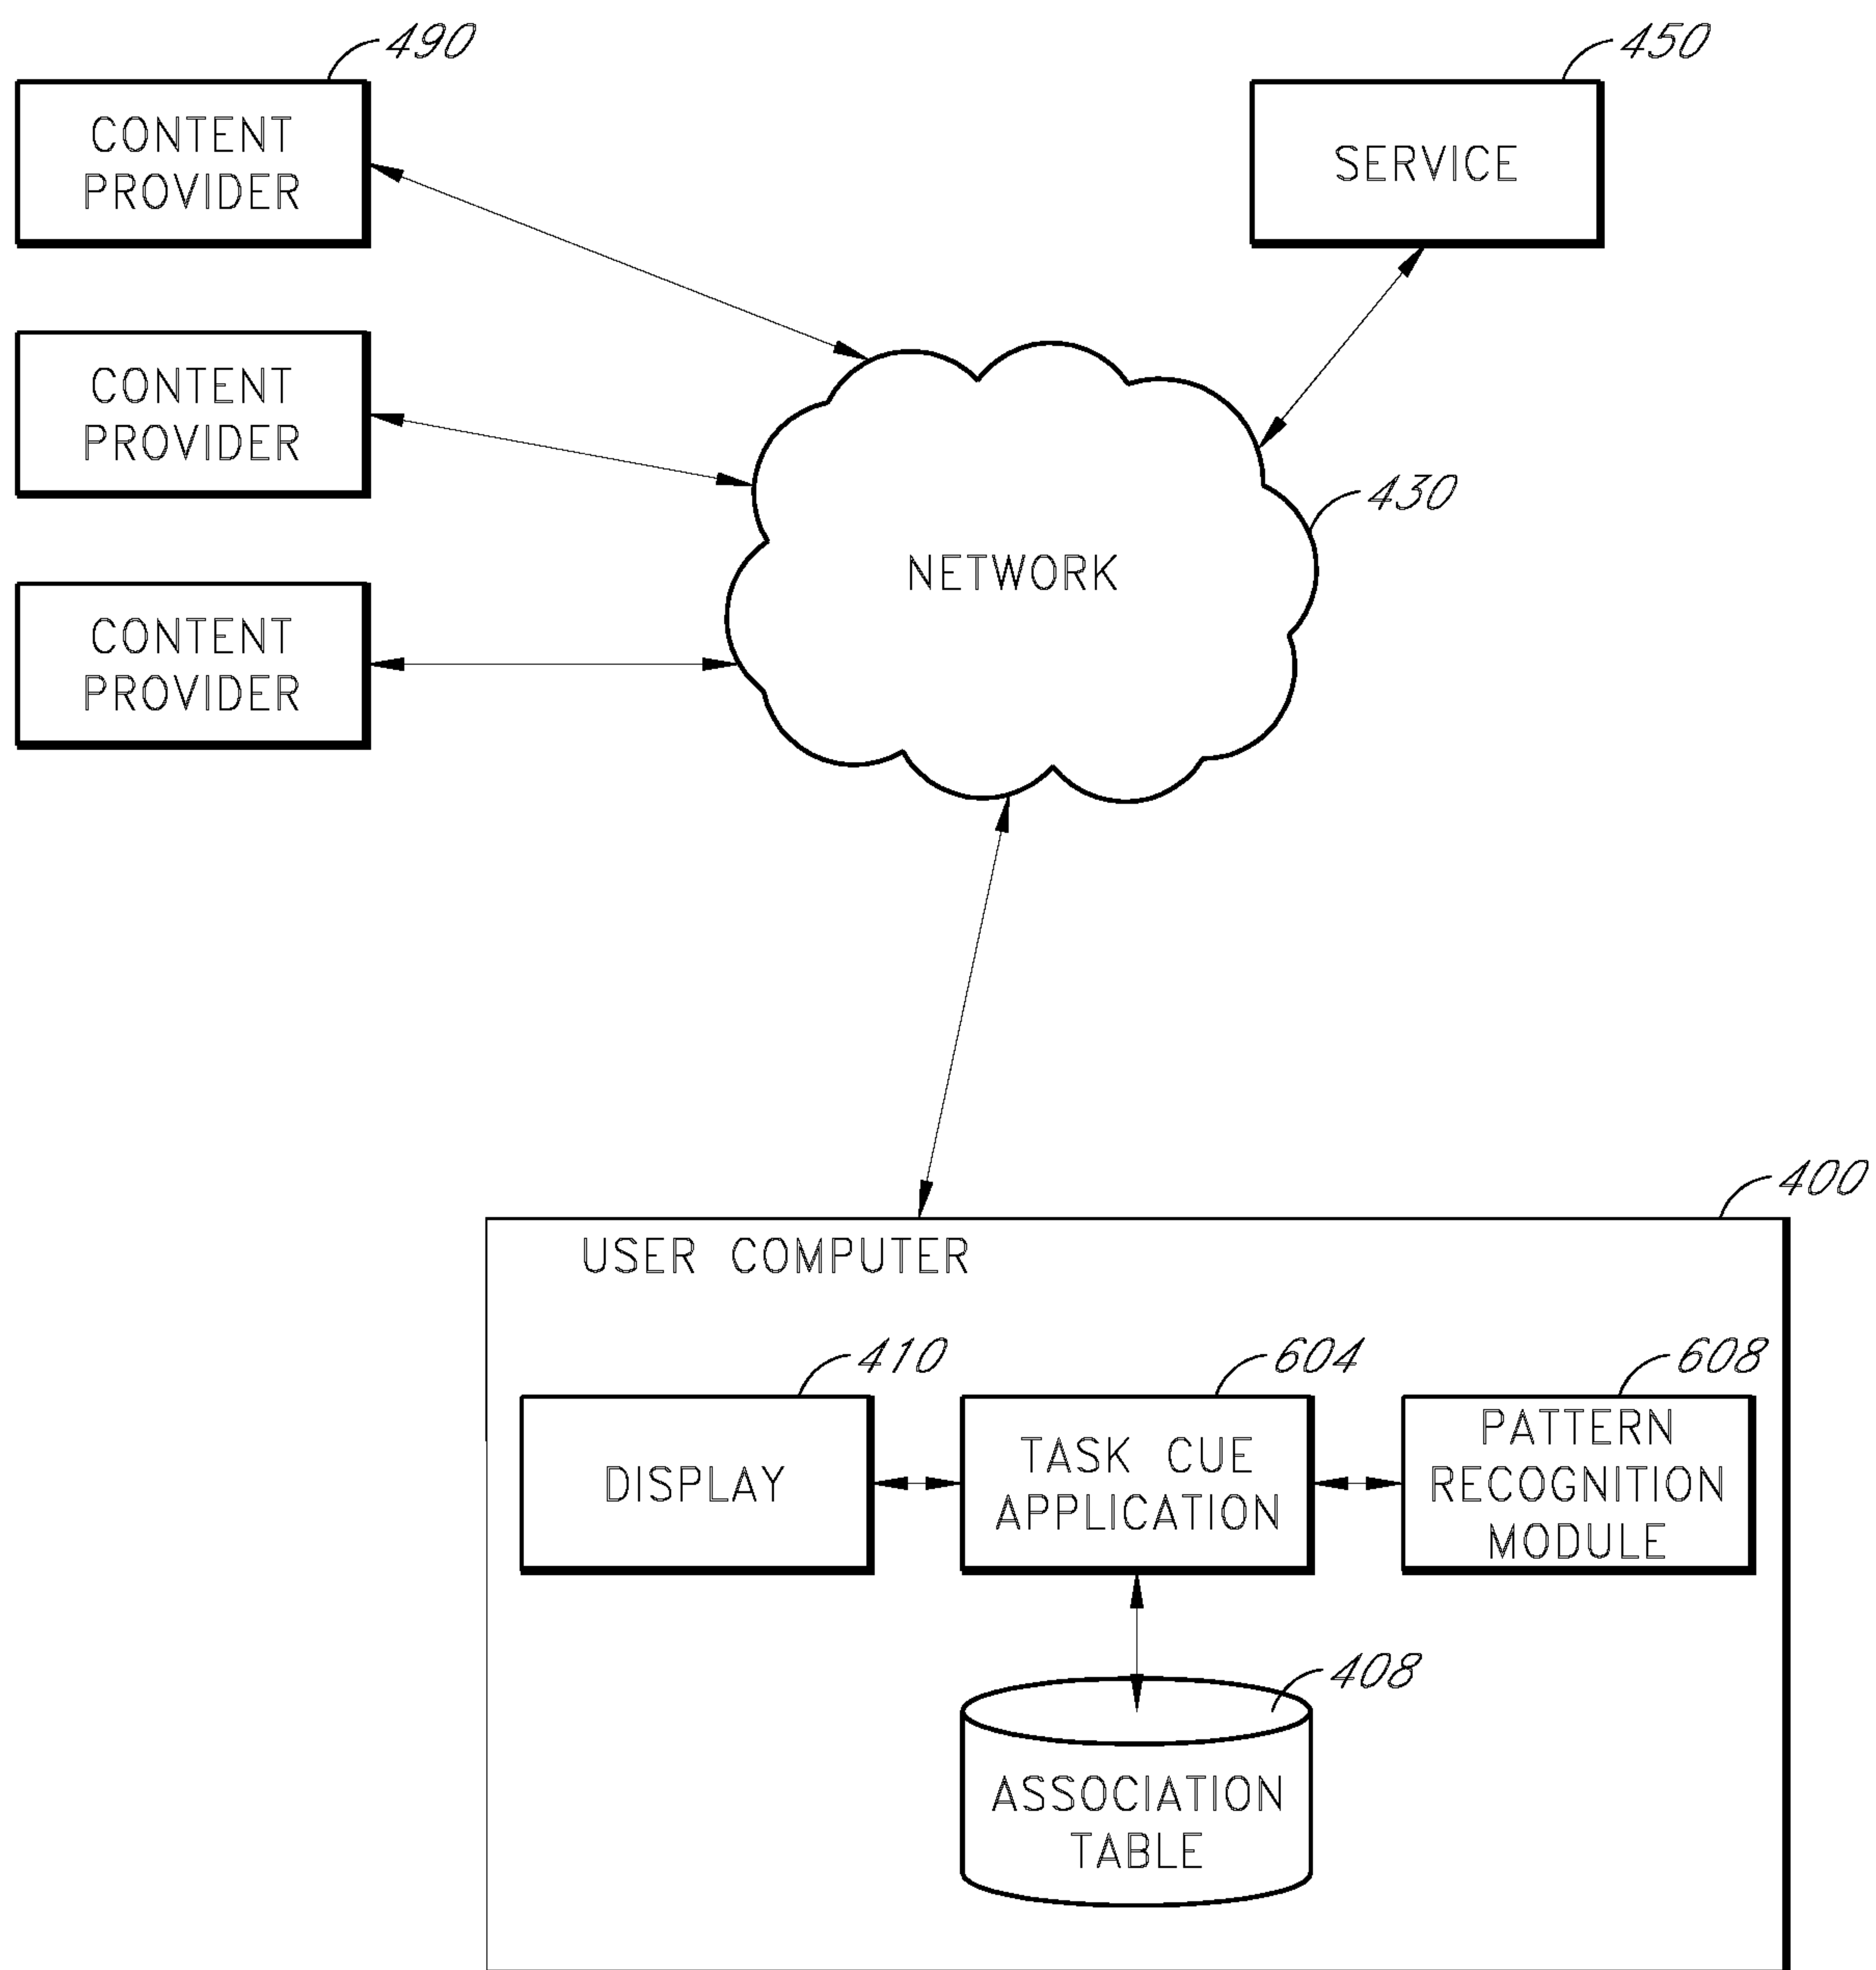 490
CONTENT
PROVIDER
450
SERVICE
CONTENT
PROVIDER
430
NETWORK
CONTENT
PROVIDER
400
USER COMPUTER
410
DISPLAY
604
TASK CUE
APPLICATION
608
PATTERN
RECOGNITION
MODULE
408
ASSOCIATION
TABLE